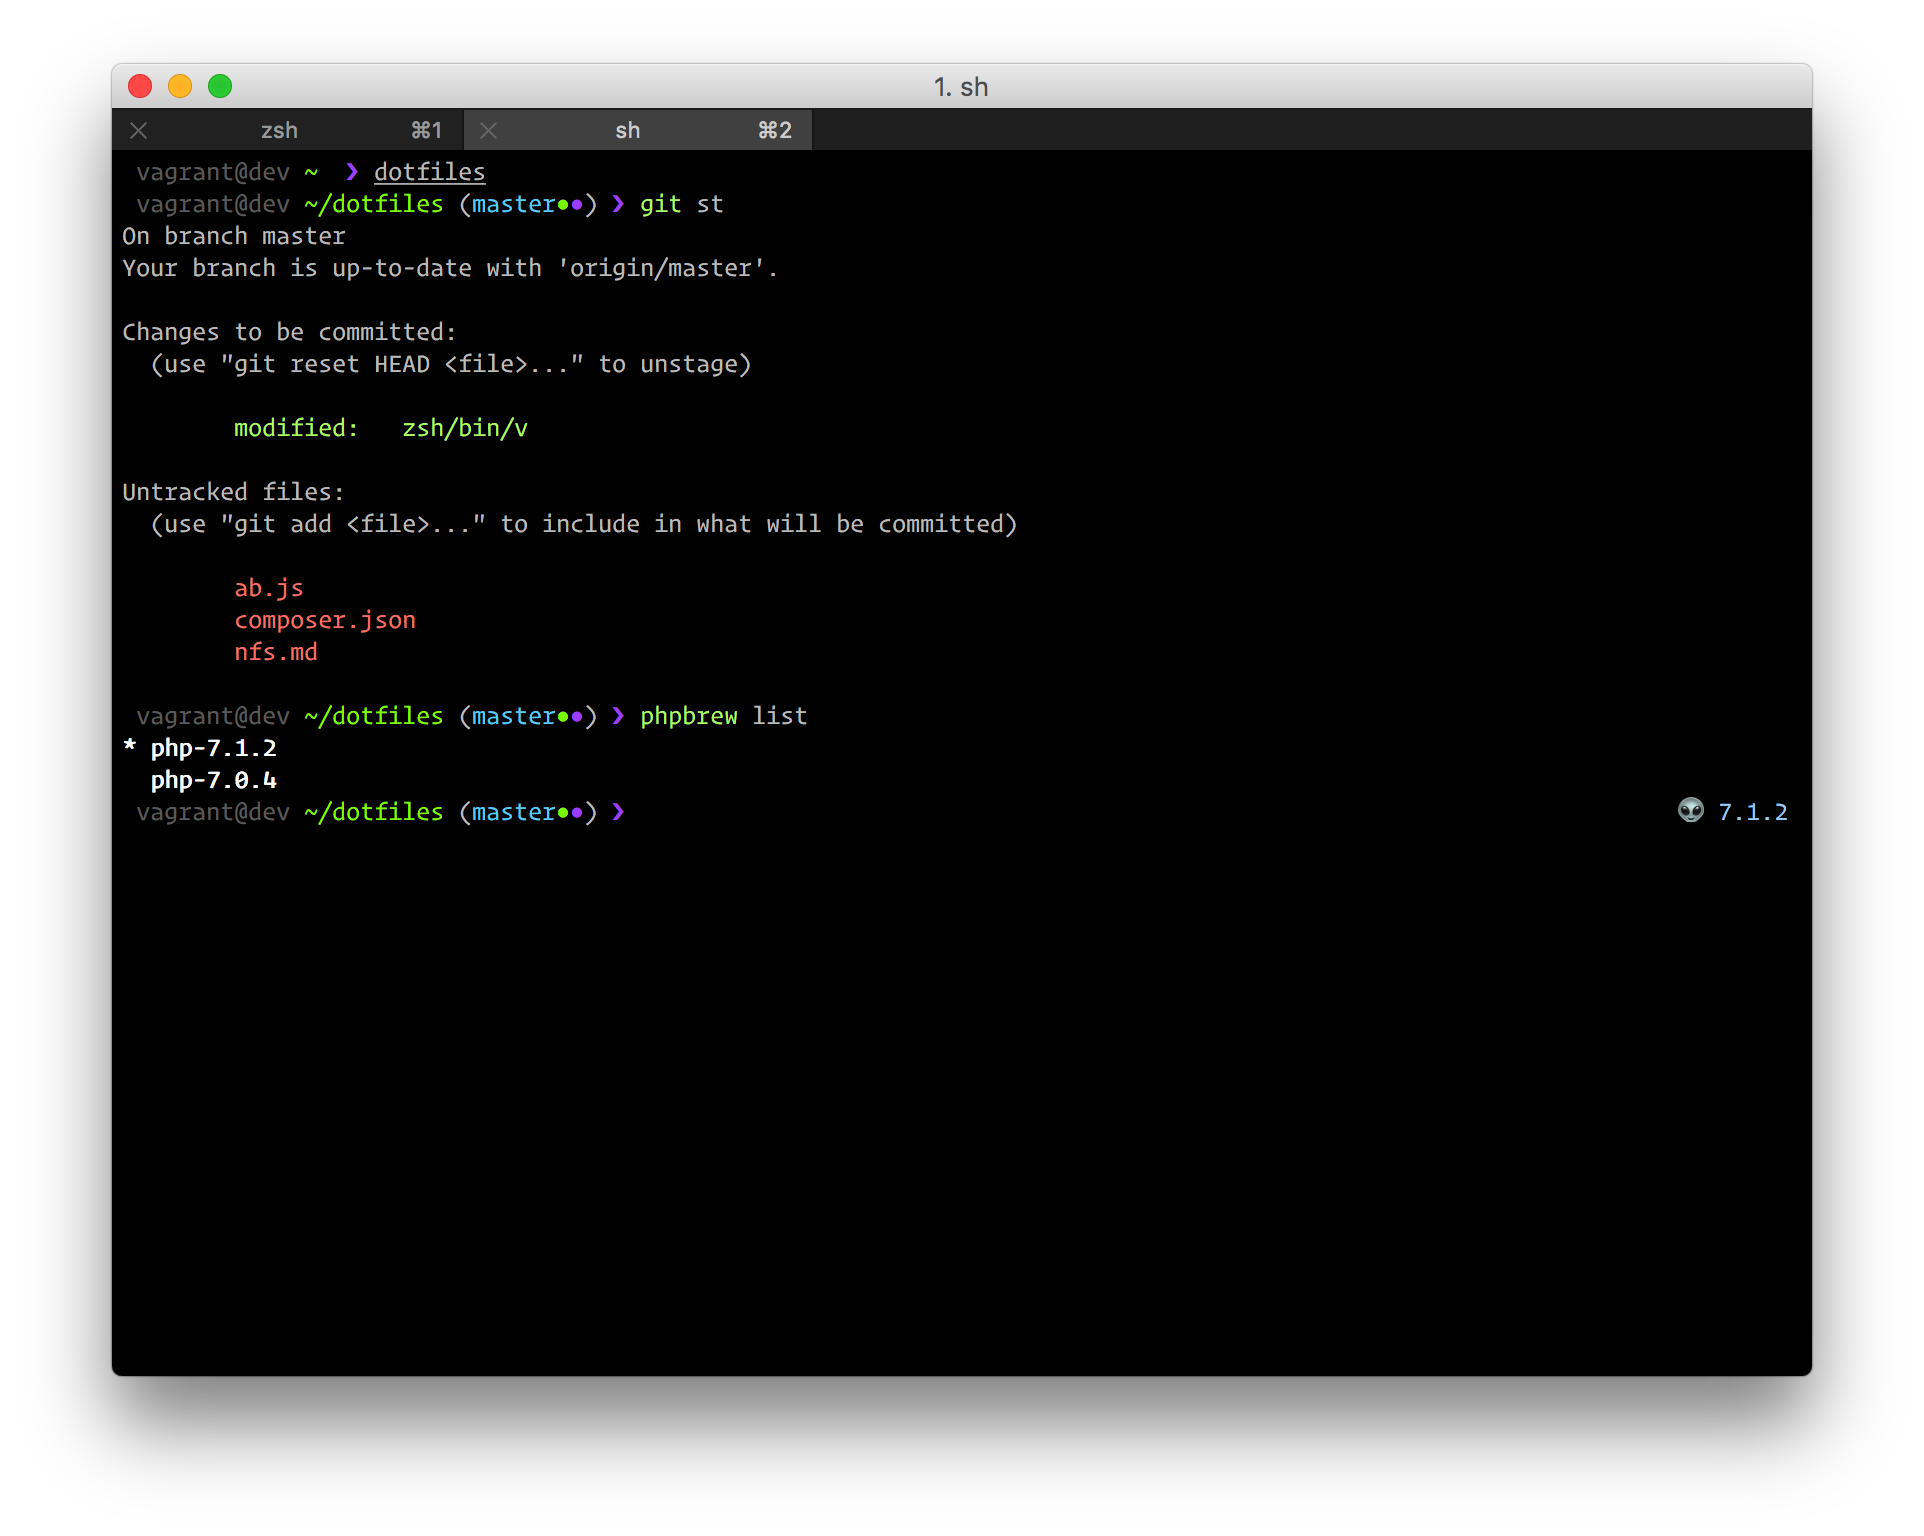 1. sh
zsh ⌘1 sh ⌘2
vagrant@dev ~ ❯ dotfiles
vagrant@dev ~/dotfiles (master●●) ❯ git st
On branch master
Your branch is up-to-date with 'origin/master'.
Changes to be committed:
(use "git reset HEAD <file>..." to unstage)
modified: zsh/bin/v
Untracked files:
(use "git add <file>..." to include in what will be committed)
ab.js
composer.json
nfs.md
vagrant@dev ~/dotfiles (master●●) ❯ phpbrew list
* php-7.1.2
php-7.0.4
vagrant@dev ~/dotfiles (master●●) ❯ 👽 7.1.2